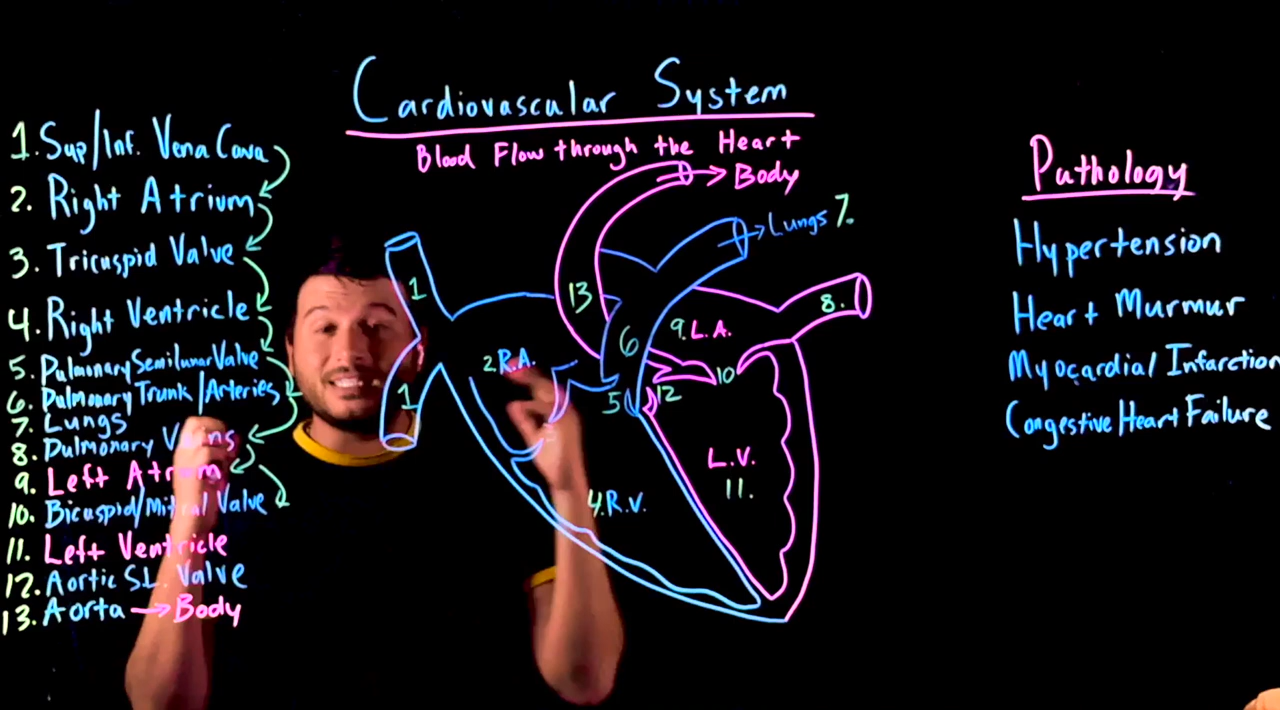 Cardiovascular System
Blood Flow through the Heart
1. Sup/Inf. Vena Cava
2. Right Atrium
3. Tricuspid Valve
4. Right Ventricle
5. Pulmonary Semilunar Valve
6. Pulmonary Trunk/Arteries
7. Lungs
8. Pulmonary Veins
9. Left Atrium
10. Bicuspid/Mitral Valve
11. Left Ventricle
12. Aortic S.L. Valve
13. Aorta → Body
→ Body
→ Lungs 7.
1
13
8.
6
9. L.A.
2. R.A.
10
1
5
12
L.V.
11.
4. R.V.
Pathology
Hypertension
Heart Murmur
Myocardial Infarction
Congestive Heart Failure